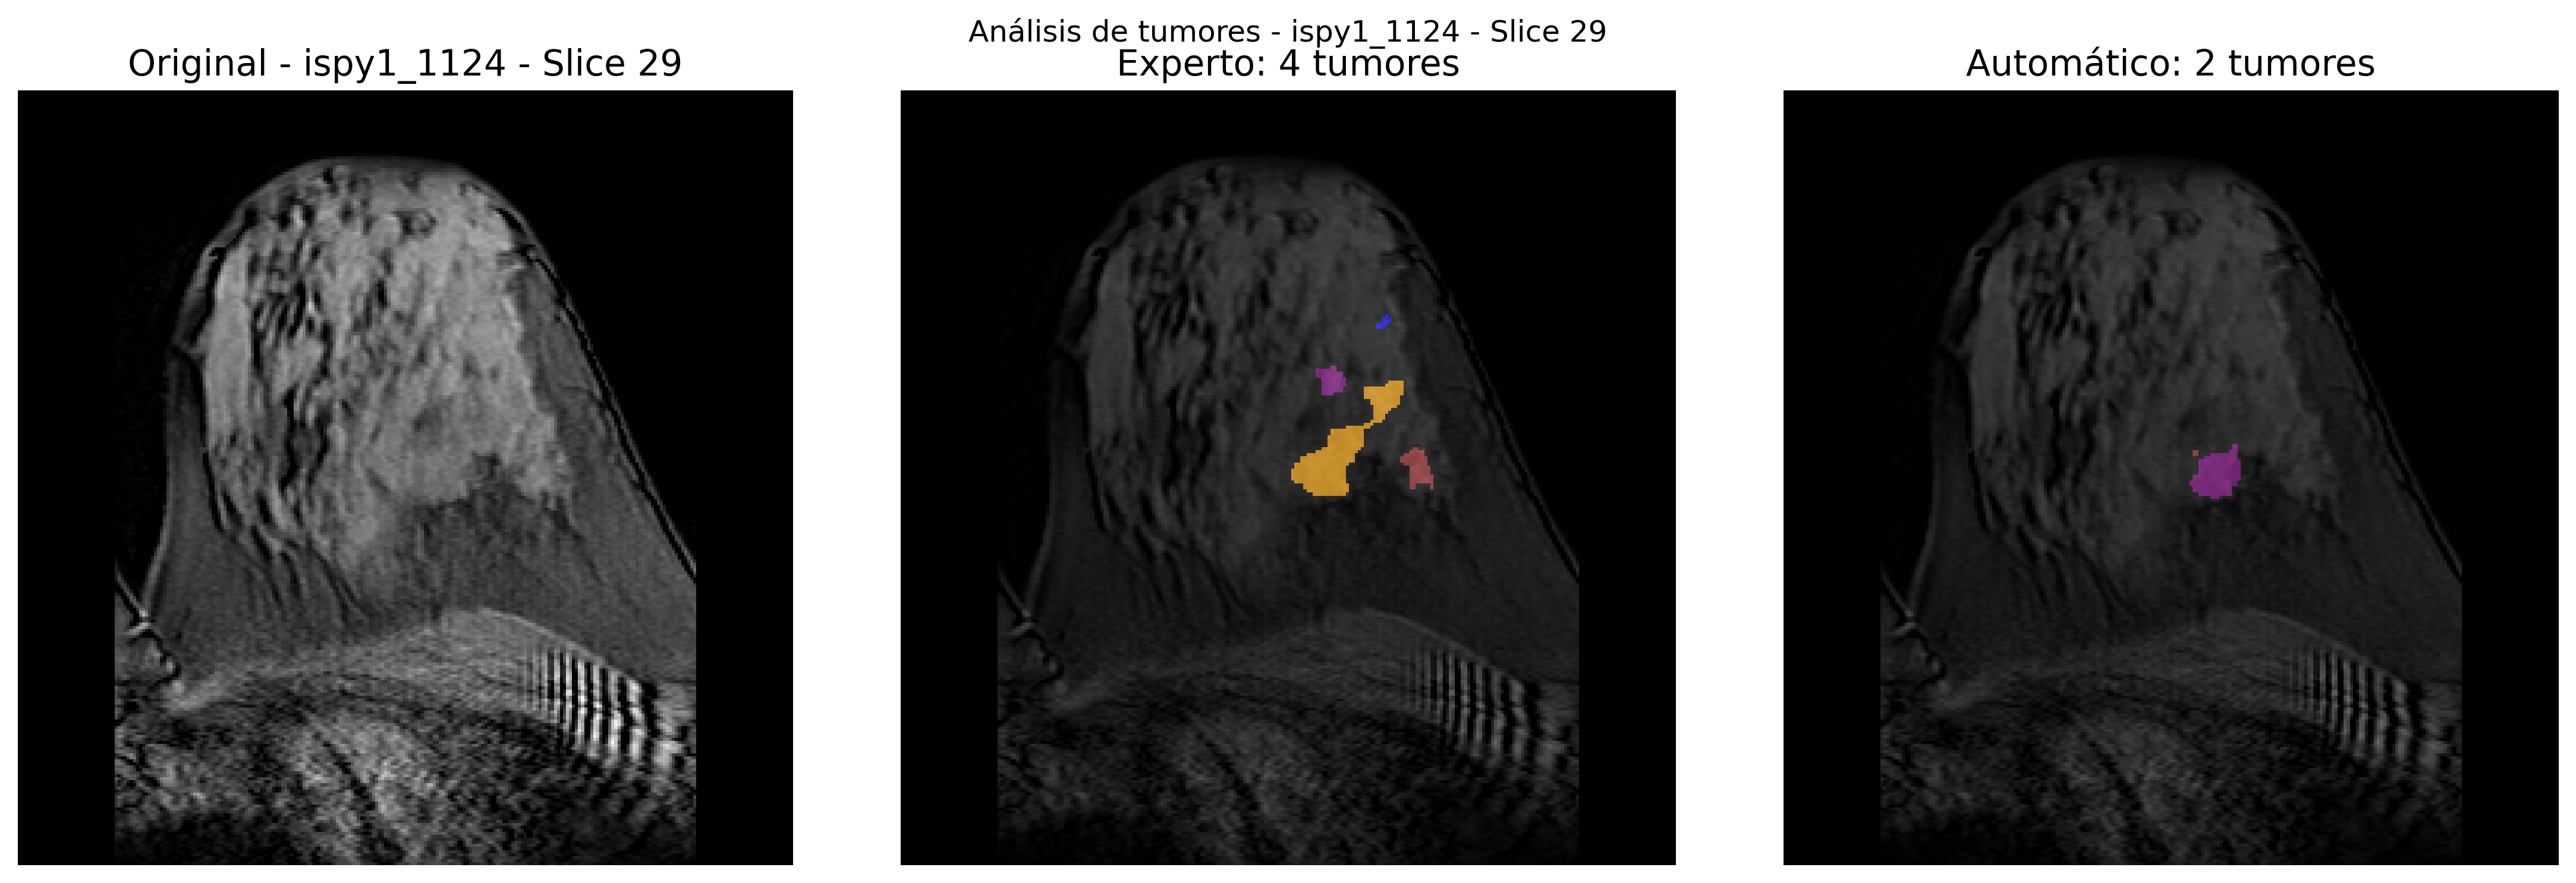 Análisis de tumores - ispy1_1124 - Slice 29
Original - ispy1_1124 - Slice 29
Experto: 4 tumores
Automático: 2 tumores